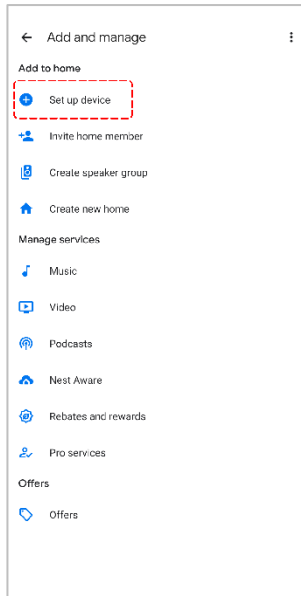 Add and manage
Add to home
Set up device
Invite home member
Create speaker group
Create new home
Manage services
Music
Video
Podcasts
Nest Aware
Rebates and rewards
Pro services
Offers
Offers